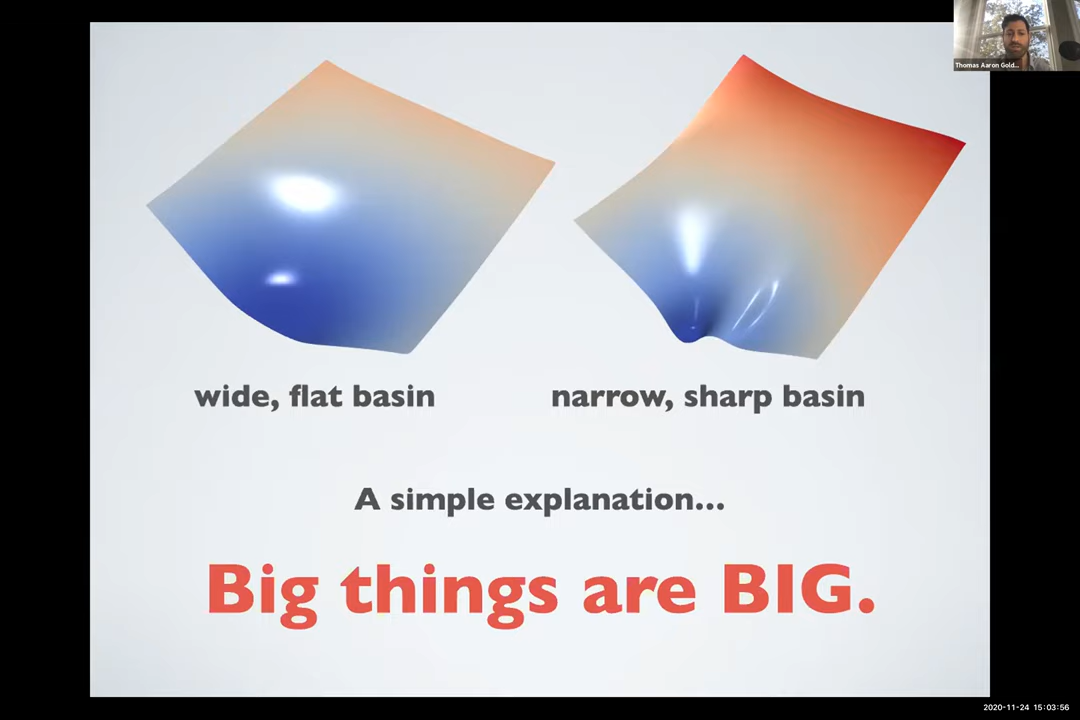 Thomas Aaron Gold...
wide, flat basin
narrow, sharp basin
A simple explanation...
Big things are BIG.
2020-11-24 15:03:56